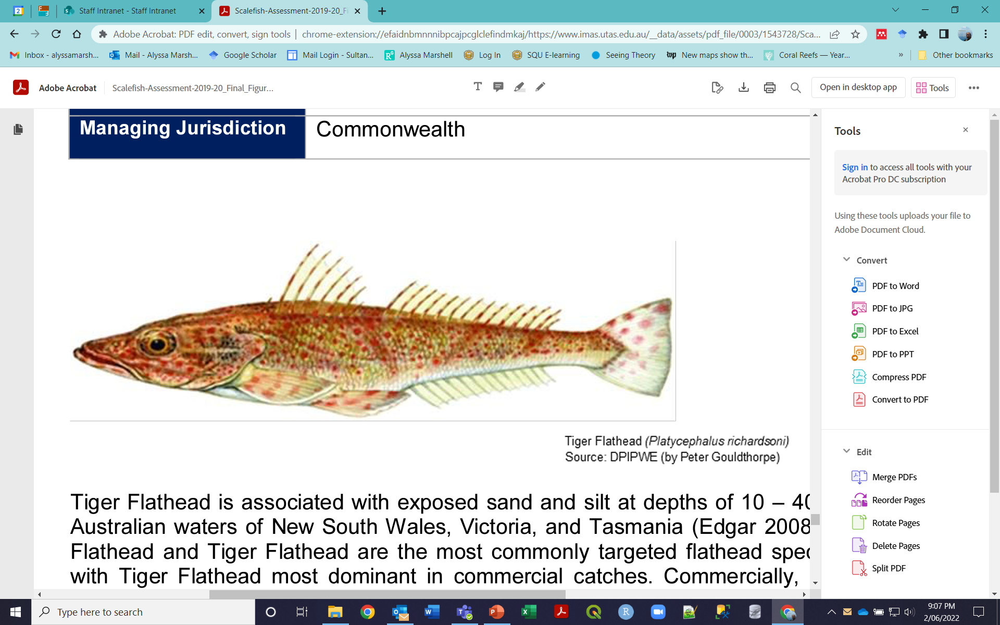 Staff Intranet - Staff Intranet
Scalefish-Assessment-2019-20_Fi
Adobe Acrobat: PDF edit, convert, sign tools | chrome-extension://efaidnbmnnnibpcajpcglclefindmkaj/https://www.imas.utas.edu.au/__data/assets/pdf_file/0003/1543728/Sca...
Inbox - alyssamarsh... Mail - Alyssa Marsh... Google Scholar Mail Login - Sultan... Alyssa Marshell Log In SQU E-learning Seeing Theory wp New maps show th... Coral Reefs — Year... » Other bookmarks
Adobe Acrobat Scalefish-Assessment-2019-20_Final_Figur... Open in desktop app Tools
Managing Jurisdiction Commonwealth
Tiger Flathead (Platycephalus richardsoni)
Source: DPIPWE (by Peter Gouldthorpe)
Tiger Flathead is associated with exposed sand and silt at depths of 10 – 40
Australian waters of New South Wales, Victoria, and Tasmania (Edgar 2008
Flathead and Tiger Flathead are the most commonly targeted flathead spec
with Tiger Flathead most dominant in commercial catches. Commercially,
Tools
Sign in to access all tools with your
Acrobat Pro DC subscription
Using these tools uploads your file to
Adobe Document Cloud.
Convert
PDF to Word
PDF to JPG
PDF to Excel
PDF to PPT
Compress PDF
Convert to PDF
Edit
Merge PDFs
Reorder Pages
Rotate Pages
Delete Pages
Split PDF
Type here to search
9:07 PM
2/06/2022